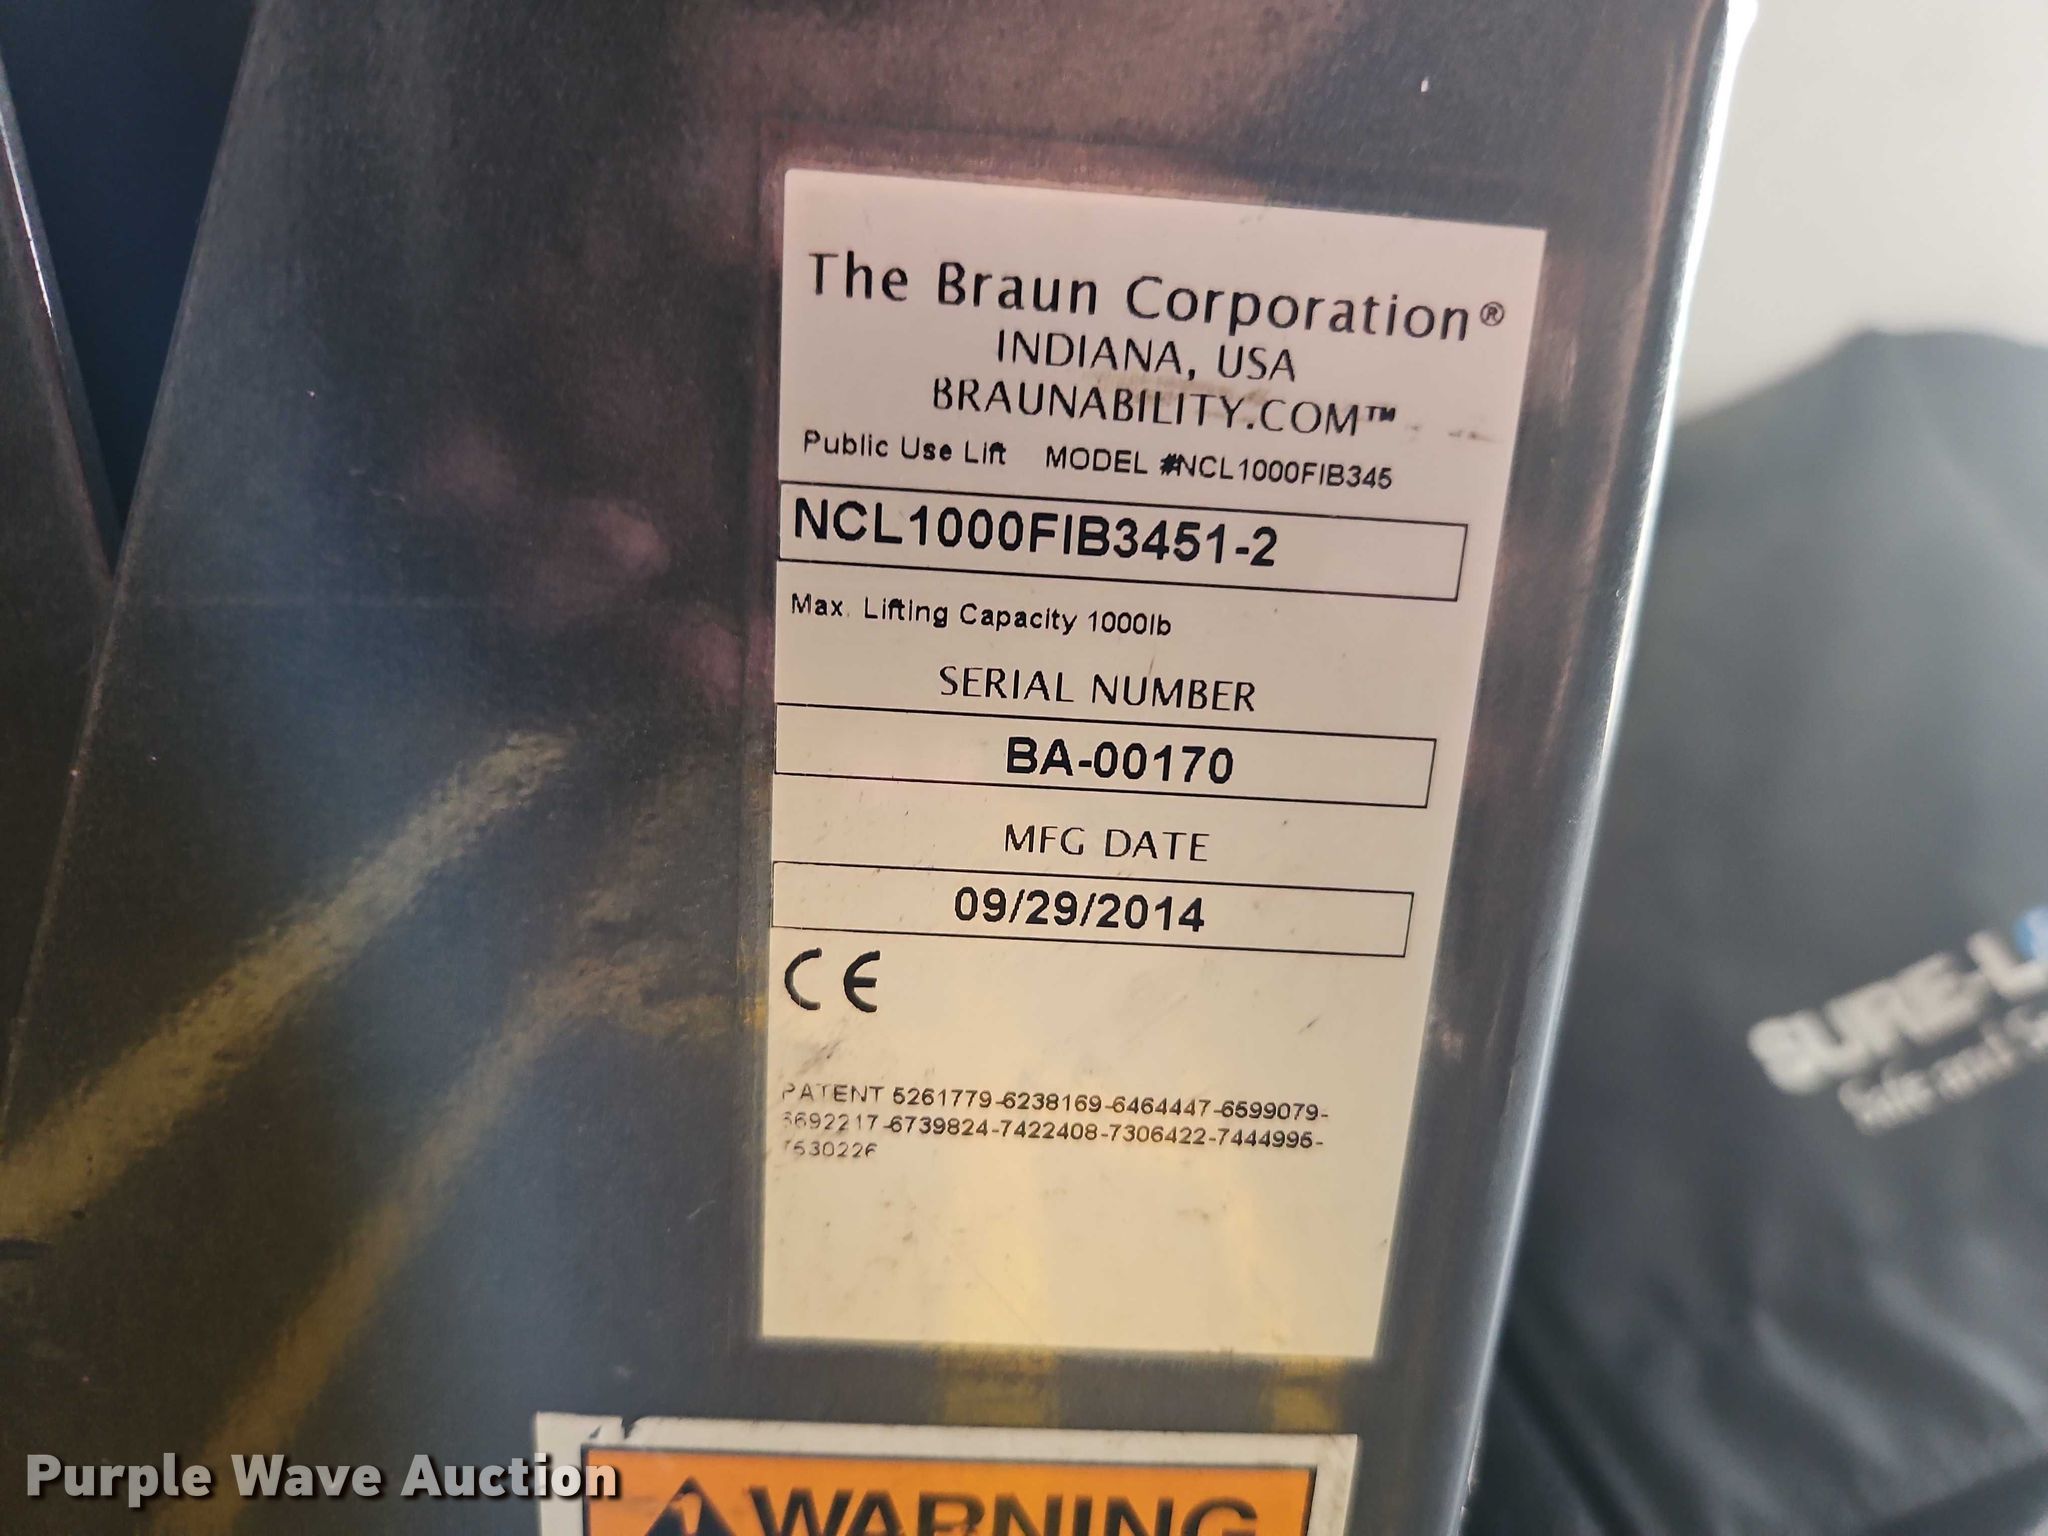 The Braun Corporation®
INDIANA, USA
BRAUNABILITY.COM™
Public Use Lift MODEL #NCL1000FIB345
NCL1000FIB3451-2
Max. Lifting Capacity 1000lb
SERIAL NUMBER
BA-00170
MFG DATE
09/29/2014
CE
PATENT 5261779-6238169-6464447-6599079-
6692217-6739824-7422408-7306422-7444995-
7530226
WARNING
Safe and
Purple Wave Auction